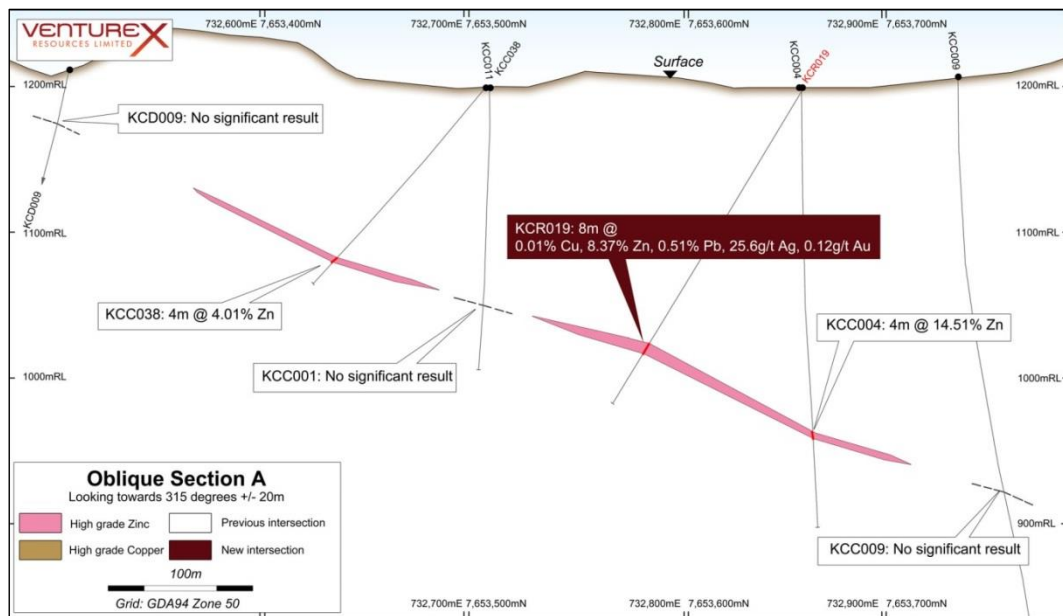 VENTUREX
RESOURCES LIMITED
732,600mE 7,653,400mN
732,700mE 7,653,500mN
732,800mE 7,653,600mN
732,900mE 7,653,700mN
KCC011
KCC038
Surface
KCC004
KCR019
KCC009
1200mRL
1200mRL
KCD009: No significant result
KCD009
1100mRL
1100mRL
KCR019: 8m @
0.01% Cu, 8.37% Zn, 0.51% Pb, 25.6g/t Ag, 0.12g/t Au
KCC038: 4m @ 4.01% Zn
KCC004: 4m @ 14.51% Zn
KCC001: No significant result
1000mRL
1000mRL
Oblique Section A
Looking towards 315 degrees +/- 20m
High grade Zinc
Previous intersection
High grade Copper
New intersection
100m
Grid: GDA94 Zone 50
900mRL
KCC009: No significant result
732,700mE 7,653,500mN
732,800mE 7,653,600mN
732,900mE 7,653,700mN